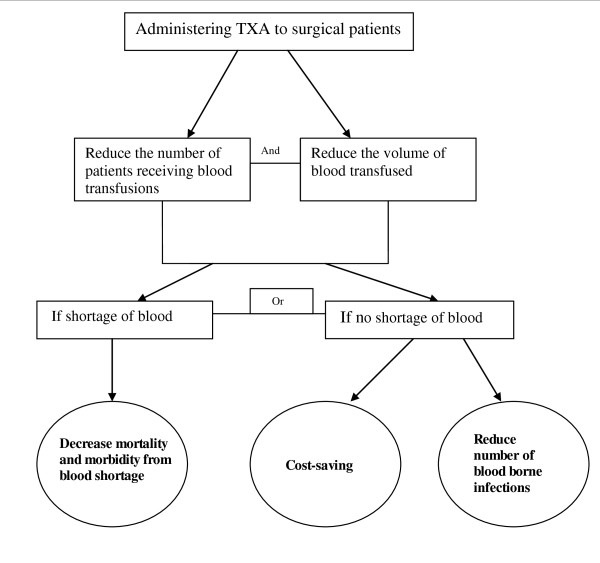 Administering TXA to surgical patients
Reduce the number of
patients receiving blood
transfusions
And
Reduce the volume of
blood transfused
If shortage of blood
Or
If no shortage of blood
Decrease mortality
and morbidity from
blood shortage
Cost-saving
Reduce
number of
blood borne
infections